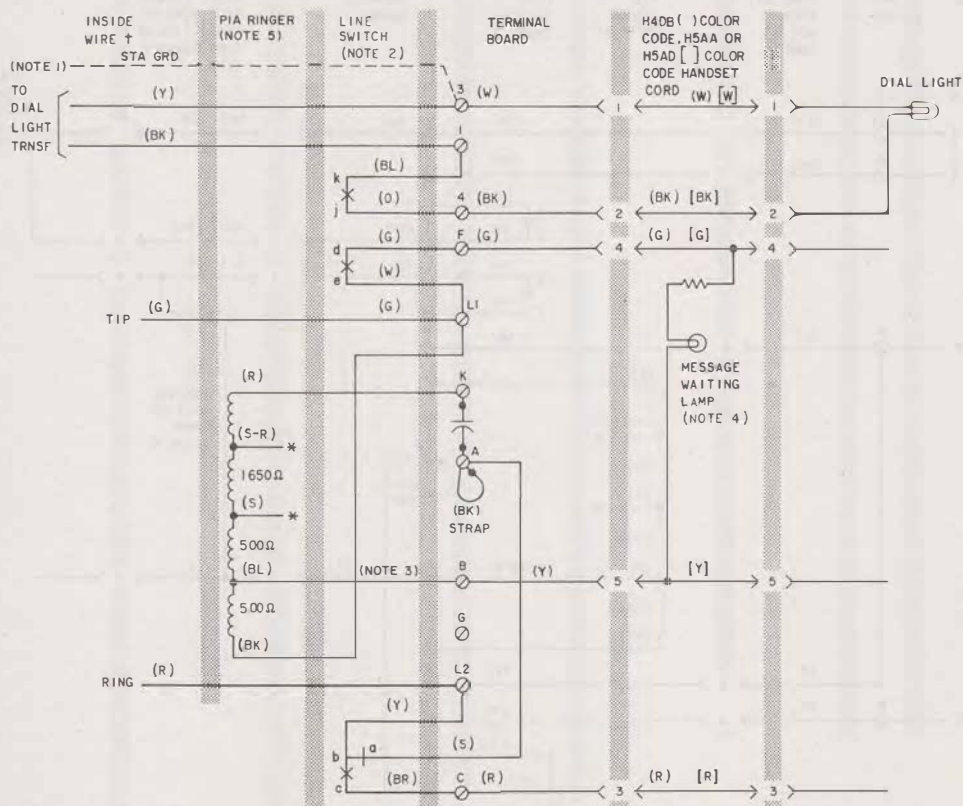 INSIDE
WIRE †
PIA RINGER
(NOTE 5)
LINE
SWITCH
(NOTE 2)
TERMINAL
BOARD
H4DB( ) COLOR
CODE, H5AA OR
H5AD [ ] COLOR
CODE HANDSET
CORD (W) [W]
DIAL LIGHT
(NOTE 1)
STA GRD
TO
DIAL
LIGHT
TRNSF
(Y)
3 (W)
1
1
(BK)
1
(BL)
k
j
(O)
4 (BK)
2
(BK) [BK]
2
d
(G)
F (G)
4
(G) [G]
4
e
(W)
TIP
(G)
(G)
L1
MESSAGE
WAITING
LAMP
(NOTE 4)
(R)
K
(S-R) *
A
1650Ω
(S) *
(BK)
STRAP
500Ω
(BL)
(NOTE 3)
B
(Y)
5
[Y]
5
500Ω
G
(BK)
RING
(R)
L2
(Y)
b
a
(S)
c
(BR)
C (R)
3
(R) [R]
3